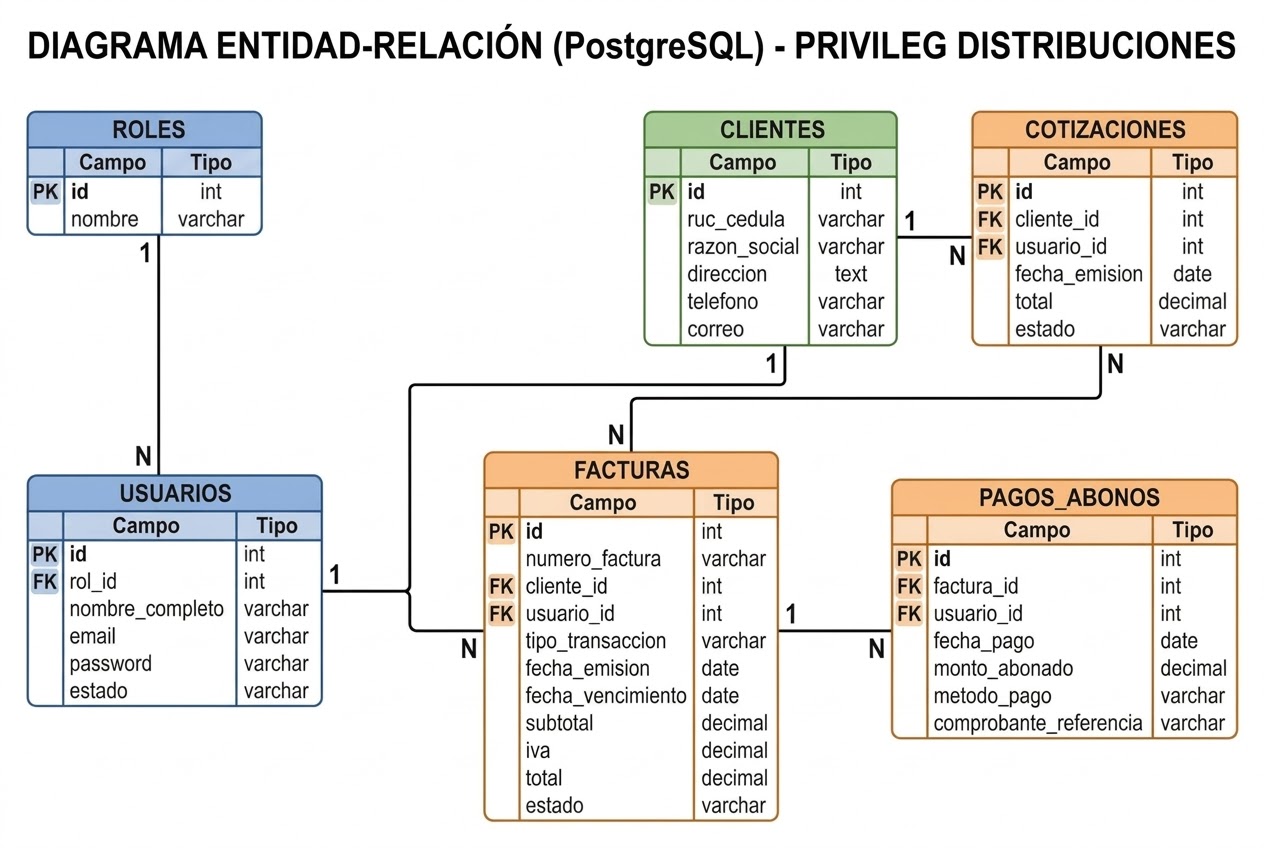 DIAGRAMA ENTIDAD-RELACIÓN (PostgreSQL) - PRIVILEG DISTRIBUCIONES
ROLES
Campo Tipo
PK id int
nombre varchar
1
N
CLIENTES
Campo Tipo
PK id int
ruc_cedula varchar
razon_social varchar
direccion text
telefono varchar
correo varchar
1
N
1
COTIZACIONES
Campo Tipo
PK id int
FK cliente_id int
FK usuario_id int
fecha_emision date
total decimal
estado varchar
N
N
USUARIOS
Campo Tipo
PK id int
FK rol_id int
nombre_completo varchar
email varchar
password varchar
estado varchar
1
N
FACTURAS
Campo Tipo
PK id int
numero_factura varchar
FK cliente_id int
FK usuario_id int
tipo_transaccion varchar
fecha_emision date
fecha_vencimiento date
subtotal decimal
iva decimal
total decimal
estado varchar
1
N
PAGOS_ABONOS
Campo Tipo
PK id int
FK factura_id int
FK usuario_id int
fecha_pago date
monto_abonado decimal
metodo_pago varchar
comprobante_referencia varchar